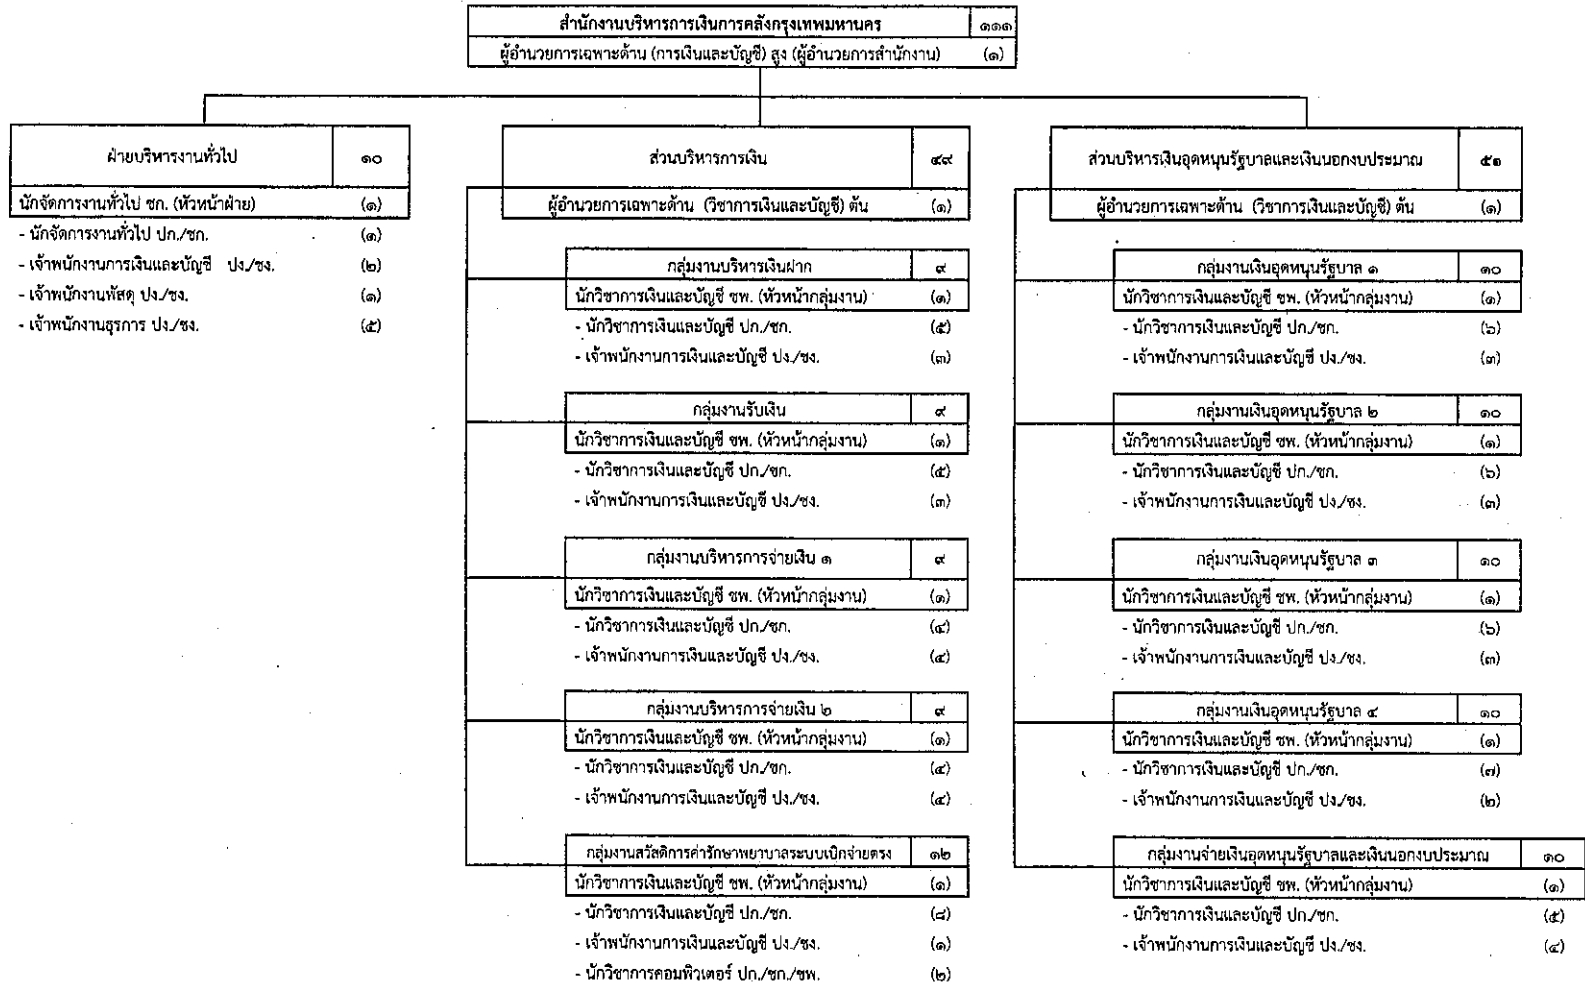 สำนักงานบริหารการเงินการคลังกรุงเทพมหานคร ๑๑๑
ผู้อำนวยการเฉพาะด้าน (การเงินและบัญชี) สูง (ผู้อำนวยการสำนักงาน) (๑)
ฝ่ายบริหารงานทั่วไป ๑๐
นักจัดการงานทั่วไป ชก. (หัวหน้าฝ่าย) (๑)
- นักจัดการงานทั่วไป ปก./ชก. (๑)
- เจ้าพนักงานการเงินและบัญชี ปง./ชง. (๒)
- เจ้าพนักงานพัสดุ ปง./ชง. (๑)
- เจ้าพนักงานธุรการ ปง./ชง. (๕)
ส่วนบริหารการเงิน ๔๙
ผู้อำนวยการเฉพาะด้าน (วิชาการเงินและบัญชี) ต้น (๑)
กลุ่มงานบริหารเงินฝาก ๙
นักวิชาการเงินและบัญชี ชพ. (หัวหน้ากลุ่มงาน) (๑)
- นักวิชาการเงินและบัญชี ปก./ชก. (๕)
- เจ้าพนักงานการเงินและบัญชี ปง./ชง. (๓)
กลุ่มงานรับเงิน ๙
นักวิชาการเงินและบัญชี ชพ. (หัวหน้ากลุ่มงาน) (๑)
- นักวิชาการเงินและบัญชี ปก./ชก. (๕)
- เจ้าพนักงานการเงินและบัญชี ปง./ชง. (๓)
กลุ่มงานบริหารการจ่ายเงิน ๑ ๙
นักวิชาการเงินและบัญชี ชพ. (หัวหน้ากลุ่มงาน) (๑)
- นักวิชาการเงินและบัญชี ปก./ชก. (๔)
- เจ้าพนักงานการเงินและบัญชี ปง./ชง. (๔)
กลุ่มงานบริหารการจ่ายเงิน ๒ ๙
นักวิชาการเงินและบัญชี ชพ. (หัวหน้ากลุ่มงาน) (๑)
- นักวิชาการเงินและบัญชี ปก./ชก. (๔)
- เจ้าพนักงานการเงินและบัญชี ปง./ชง. (๔)
กลุ่มงานสวัสดิการค่ารักษาพยาบาลระบบเบิกจ่ายตรง ๑๒
นักวิชาการเงินและบัญชี ชพ. (หัวหน้ากลุ่มงาน) (๑)
- นักวิชาการเงินและบัญชี ปก./ชก. (๘)
- เจ้าพนักงานการเงินและบัญชี ปง./ชง. (๑)
- นักวิชาการคอมพิวเตอร์ ปก./ชก./ชพ. (๒)
ส่วนบริหารเงินอุดหนุนรัฐบาลและเงินนอกงบประมาณ ๕๑
ผู้อำนวยการเฉพาะด้าน (วิชาการเงินและบัญชี) ต้น (๑)
กลุ่มงานเงินอุดหนุนรัฐบาล ๑ ๑๐
นักวิชาการเงินและบัญชี ชพ. (หัวหน้ากลุ่มงาน) (๑)
- นักวิชาการเงินและบัญชี ปก./ชก. (๖)
- เจ้าพนักงานการเงินและบัญชี ปง./ชง. (๓)
กลุ่มงานเงินอุดหนุนรัฐบาล ๒ ๑๐
นักวิชาการเงินและบัญชี ชพ. (หัวหน้ากลุ่มงาน) (๑)
- นักวิชาการเงินและบัญชี ปก./ชก. (๖)
- เจ้าพนักงานการเงินและบัญชี ปง./ชง. (๓)
กลุ่มงานเงินอุดหนุนรัฐบาล ๓ ๑๐
นักวิชาการเงินและบัญชี ชพ. (หัวหน้ากลุ่มงาน) (๑)
- นักวิชาการเงินและบัญชี ปก./ชก. (๖)
- เจ้าพนักงานการเงินและบัญชี ปง./ชง. (๓)
กลุ่มงานเงินอุดหนุนรัฐบาล ๔ ๑๐
นักวิชาการเงินและบัญชี ชพ. (หัวหน้ากลุ่มงาน) (๑)
- นักวิชาการเงินและบัญชี ปก./ชก. (๗)
- เจ้าพนักงานการเงินและบัญชี ปง./ชง. (๒)
กลุ่มงานจ่ายเงินอุดหนุนรัฐบาลและเงินนอกงบประมาณ ๑๐
นักวิชาการเงินและบัญชี ชพ. (หัวหน้ากลุ่มงาน) (๑)
- นักวิชาการเงินและบัญชี ปก./ชก. (๕)
- เจ้าพนักงานการเงินและบัญชี ปง./ชง. (๔)